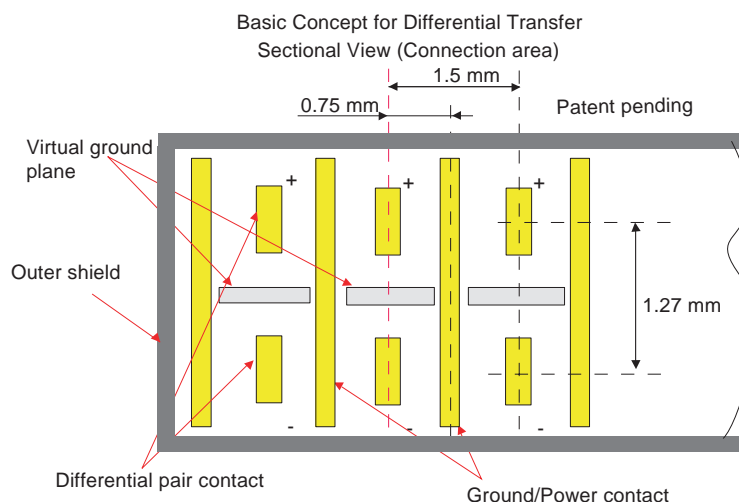 Basic Concept for Differential Transfer
Sectional View (Connection area)
1.5 mm
0.75 mm
Patent pending
Virtual ground
plane
+
+
+
Outer shield
1.27 mm
-
-
-
Differential pair contact
Ground/Power contact